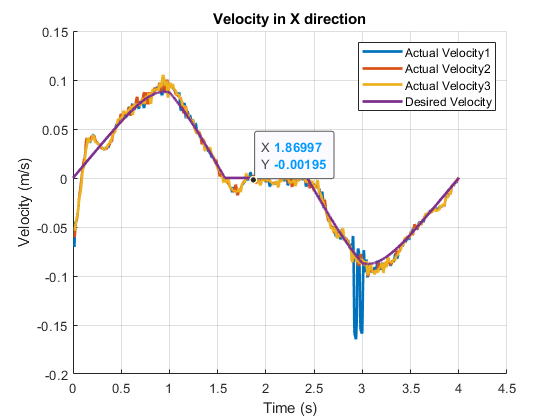 Velocity in X direction
0.15
0.1
0.05
0
-0.05
-0.1
-0.15
-0.2
Velocity (m/s)
Actual Velocity1
Actual Velocity2
Actual Velocity3
Desired Velocity
X 1.86997
Y -0.00195
0 0.5 1 1.5 2 2.5 3 3.5 4 4.5
Time (s)